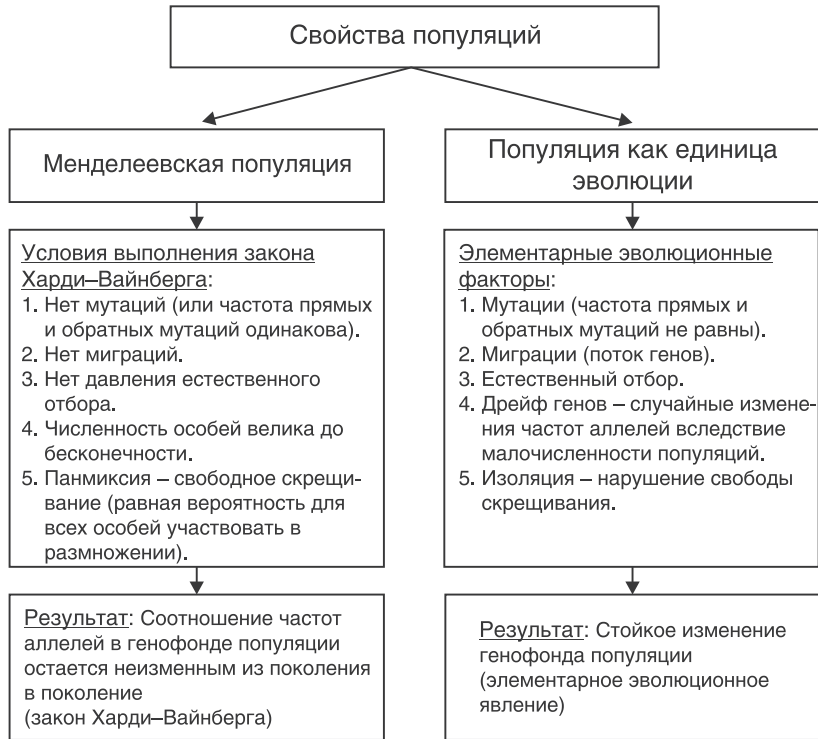 Свойства популяций
Менделеевская популяция
Популяция как единица
эволюции
Условия выполнения закона
Харди–Вайнберга:
1. Нет мутаций (или частота прямых
и обратных мутаций одинакова).
2. Нет миграций.
3. Нет давления естественного
отбора.
4. Численность особей велика до
бесконечности.
5. Панмиксия – свободное скрещи-
вание (равная вероятность для
всех особей участвовать в
размножении).
Элементарные эволюционные
факторы:
1. Мутации (частота прямых и
обратных мутаций не равны).
2. Миграции (поток генов).
3. Естественный отбор.
4. Дрейф генов – случайные измене-
ния частот аллелей вследствие
малочисленности популяций.
5. Изоляция – нарушение свободы
скрещивания.
Результат: Соотношение частот
аллелей в генофонде популяции
остается неизменным из поколения
в поколение
(закон Харди–Вайнберга)
Результат: Стойкое изменение
генофонда популяции
(элементарное эволюционное
явление)